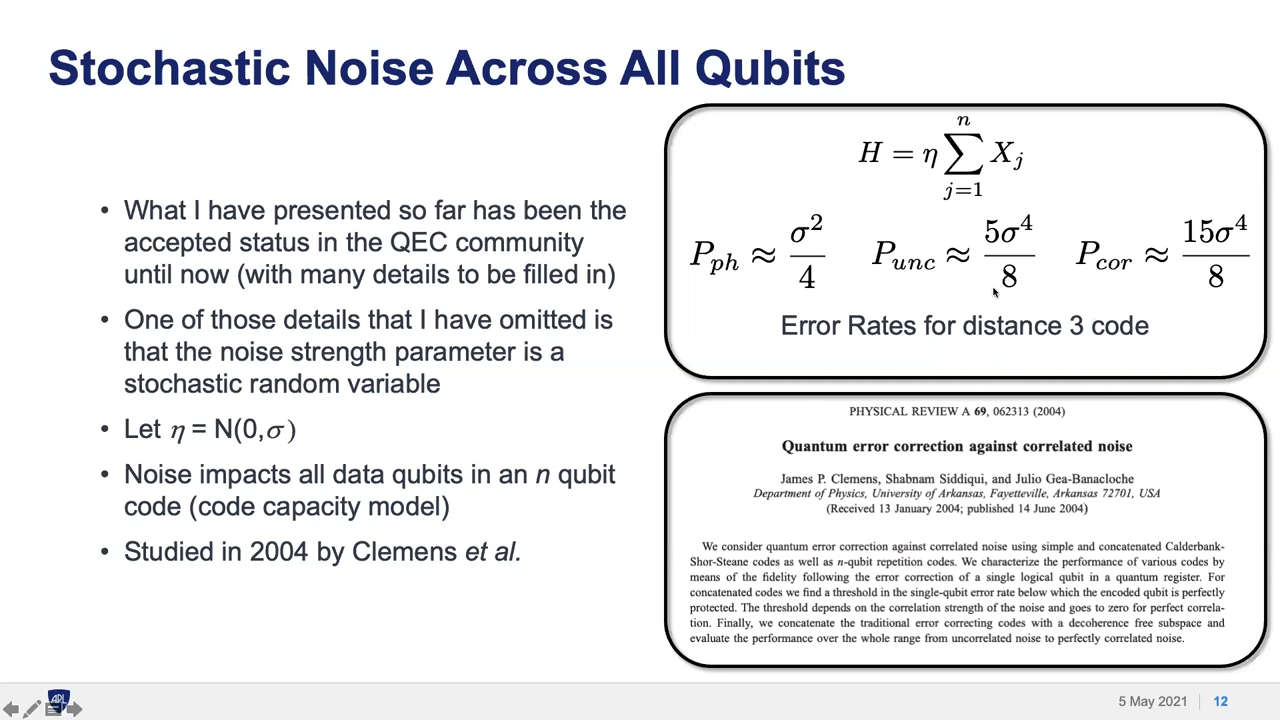 Stochastic Noise Across All Qubits
• What I have presented so far has been the
accepted status in the QEC community
until now (with many details to be filled in)
• One of those details that I have omitted is
that the noise strength parameter is a
stochastic random variable
• Let η = N(0,σ)
• Noise impacts all data qubits in an n qubit
code (code capacity model)
• Studied in 2004 by Clemens et al.
H = η ∑_{j=1}^{n} X_j
P_{ph} ≈ σ²/4 P_{unc} ≈ 5σ⁴/8 P_{cor} ≈ 15σ⁴/8
Error Rates for distance 3 code
PHYSICAL REVIEW A 69, 062313 (2004)
Quantum error correction against correlated noise
James P. Clemens, Shabnam Siddiqui, and Julio Gea-Banacloche
Department of Physics, University of Arkansas, Fayetteville, Arkansas 72701, USA
(Received 13 January 2004; published 14 June 2004)
We consider quantum error correction against correlated noise using simple and concatenated Calderbank-
Shor-Steane codes as well as n-qubit repetition codes. We characterize the performance of various codes by
means of the fidelity following the error correction of a single logical qubit in a quantum register. For
concatenated codes we find a threshold in the single-qubit error rate below which the encoded qubit is perfectly
protected. The threshold depends on the correlation strength of the noise and goes to zero for perfect correla-
tion. Finally, we concatenate the traditional error correcting codes with a decoherence free subspace and
evaluate the performance over the whole range from uncorrelated noise to perfectly correlated noise.
APL
5 May 2021 12